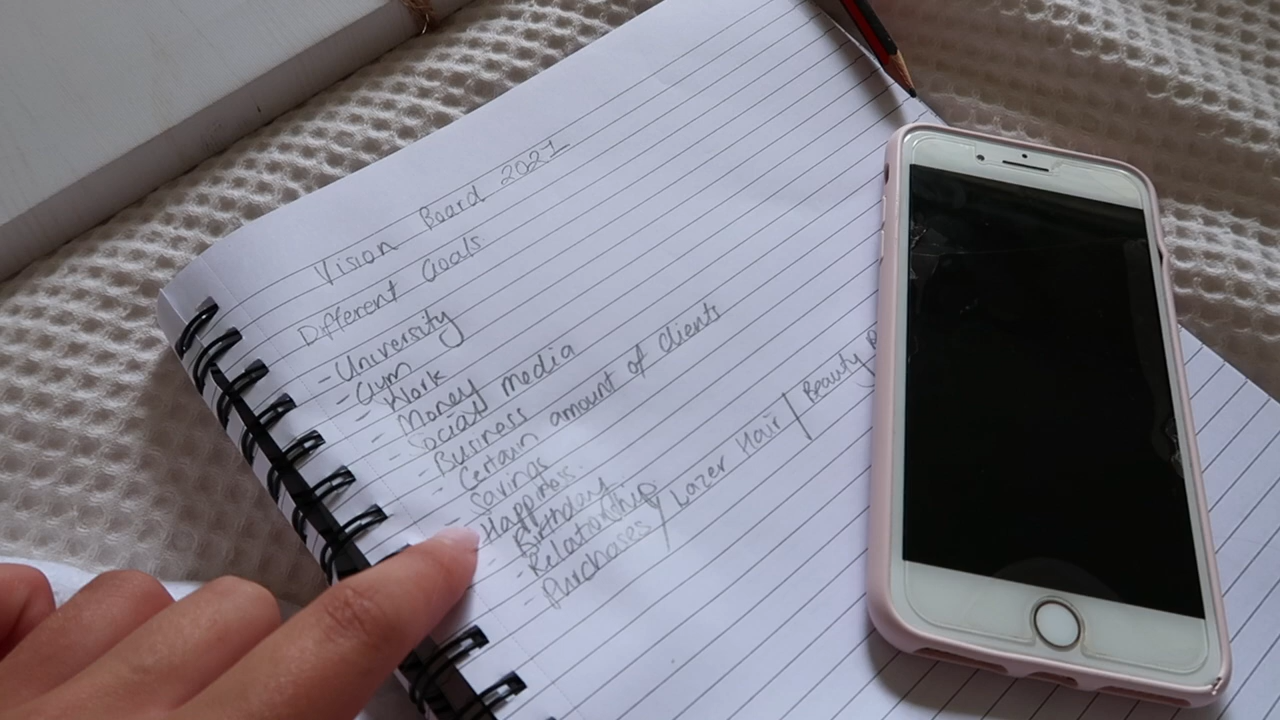 Vision Board 2021
Different Goals
- University
- Gym
- Work
- Money
- Social media
- Business
- Certain amount of clients
- Savings
- Happiness.
- Birthday
- Relationship
- Purchases / Lazer Hair / Beauty